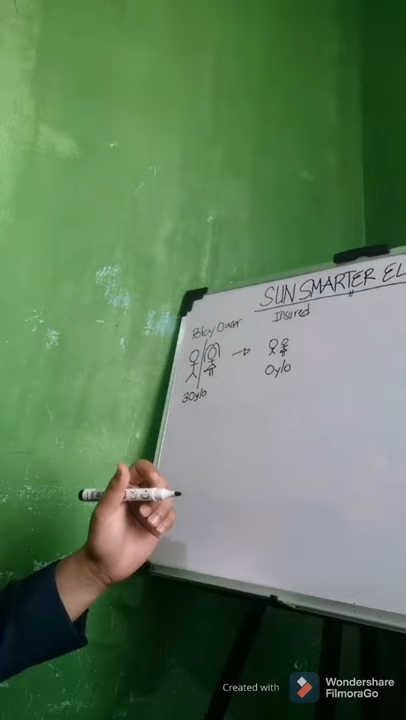 SUN SMARTER EL
Policy Owner
Insured
30y/o
0y/o
Created with
Wondershare
FilmoraGo